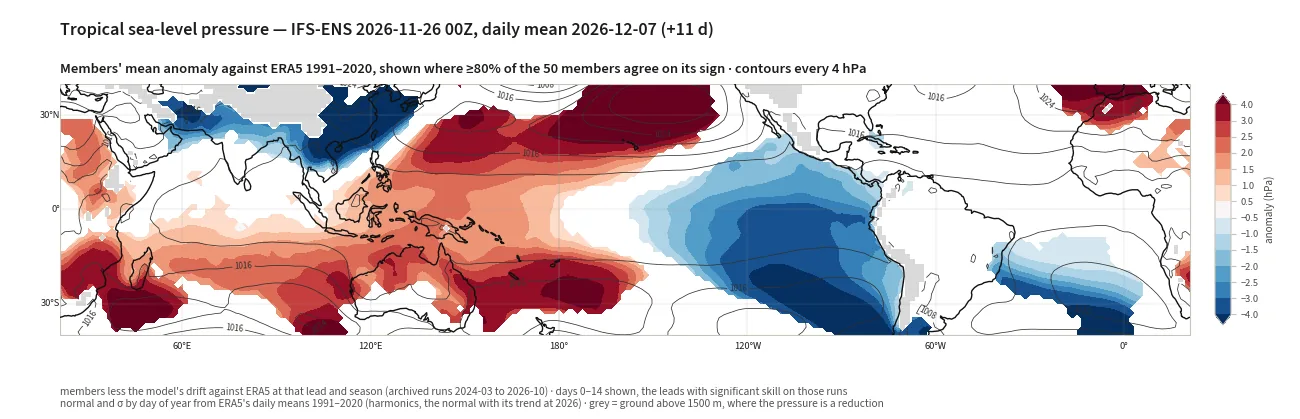 Tropical sea-level pressure — IFS-ENS 2026-11-26 00Z, daily mean 2026-12-07 (+11 d)
Members' mean anomaly against ERA5 1991–2020, shown where ≥80% of the 50 members agree on its sign · contours every 4 hPa
1016
1008
1016
1024
1016
1016
1016
1016
1016
1016
1008
30°N
0°
30°S
60°E
120°E
180°
120°W
60°W
0°
4.0
3.0
2.5
2.0
1.5
1.0
0.5
−0.5
−1.0
−1.5
−2.0
−2.5
−3.0
−4.0
anomaly (hPa)
members less the model's drift against ERA5 at that lead and season (archived runs 2024-03 to 2026-10) · days 0–14 shown, the leads with significant skill on those runs
normal and σ by day of year from ERA5's daily means 1991–2020 (harmonics, the normal with its trend at 2026) · grey = ground above 1500 m, where the pressure is a reduction